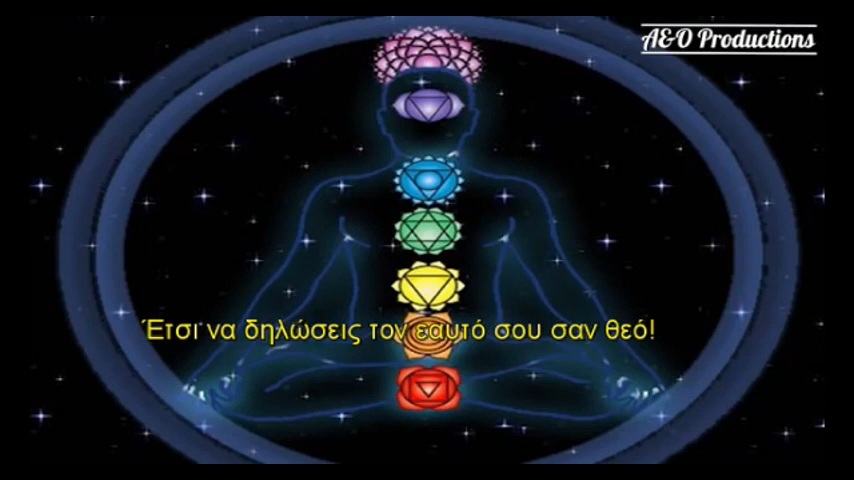 A&O Productions
Έτσι να δηλώσεις τον εαυτό σου σαν θεό!